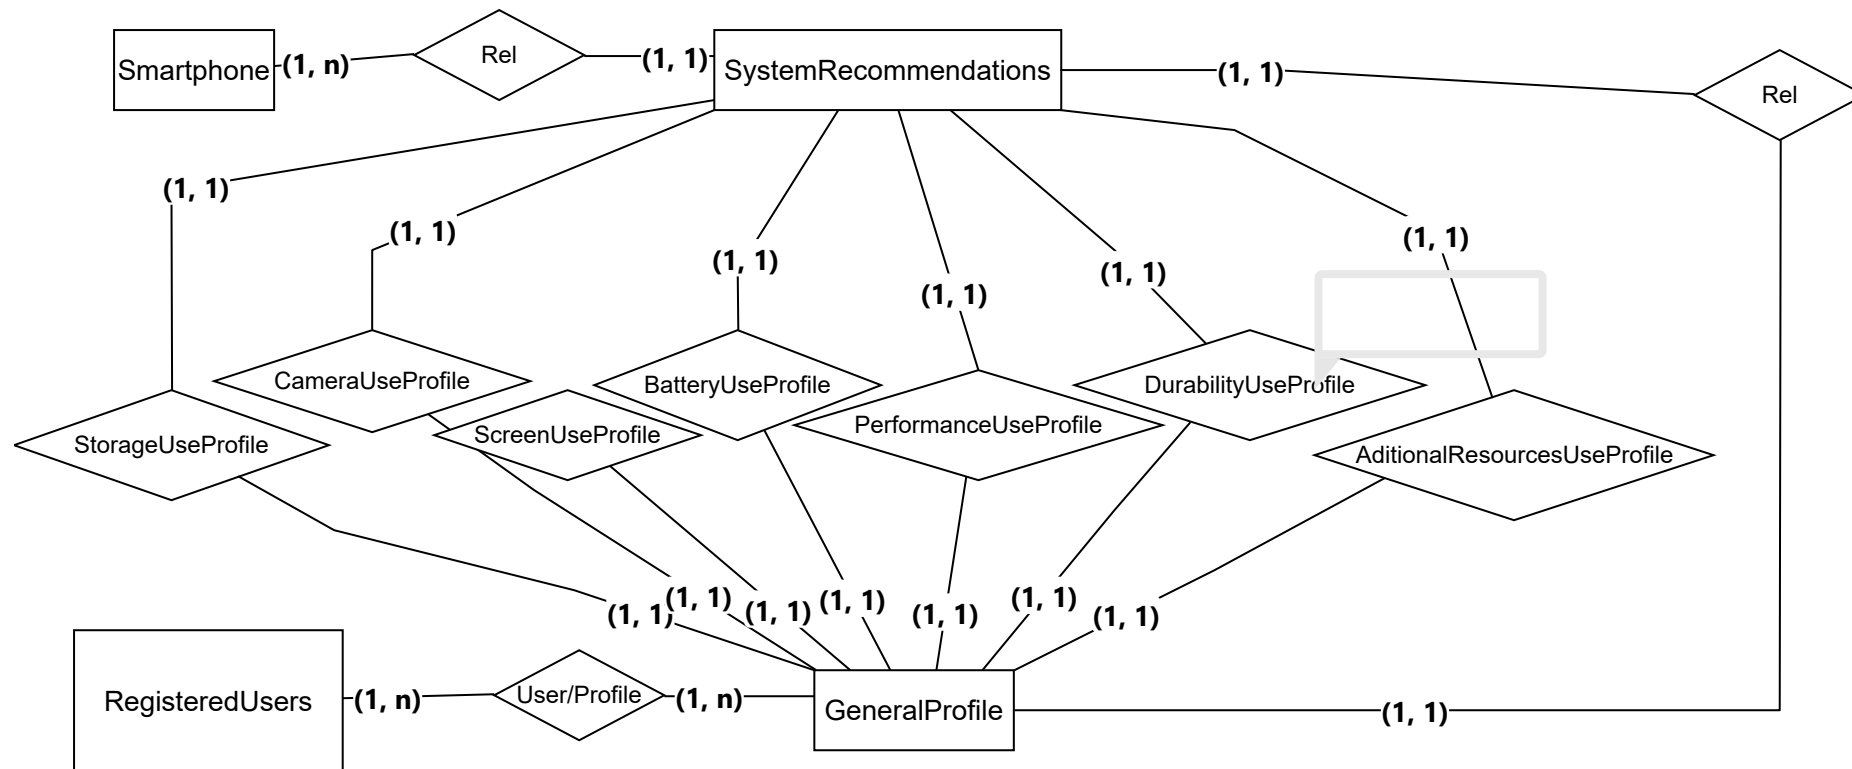 Smartphone
(1, n)
Rel
(1, 1)
SystemRecommendations
(1, 1)
Rel
(1, 1)
(1, 1)
(1, 1)
(1, 1)
(1, 1)
(1, 1)
CameraUseProfile
BatteryUseProfile
DurabilityUseProfile
StorageUseProfile
ScreenUseProfile
PerformanceUseProfile
AditionalResourcesUseProfile
(1, 1)
(1, 1)
(1, 1)
(1, 1)
(1, 1)
(1, 1)
(1, 1)
RegisteredUsers
(1, n)
User/Profile
(1, n)
GeneralProfile
(1, 1)